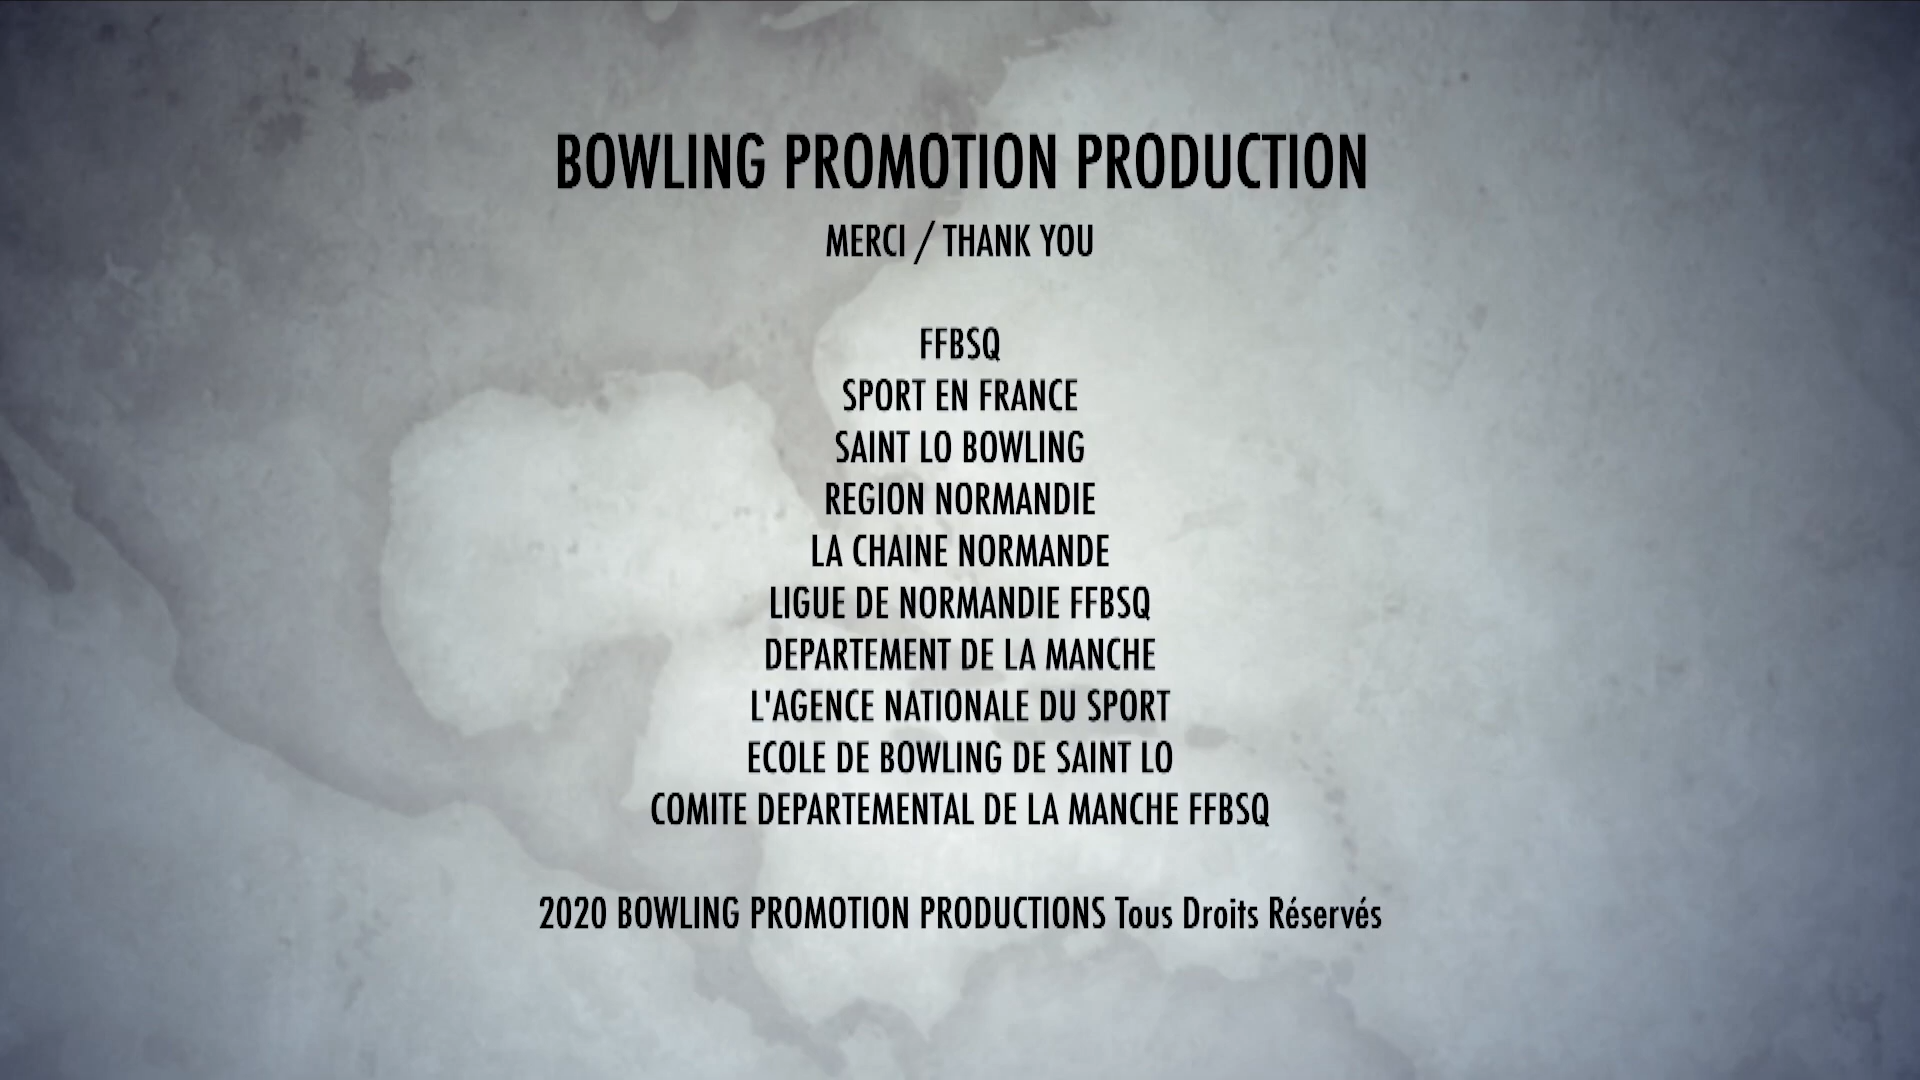 BOWLING PROMOTION PRODUCTION
MERCI / THANK YOU
FFBSQ
SPORT EN FRANCE
SAINT LO BOWLING
REGION NORMANDIE
LA CHAINE NORMANDE
LIGUE DE NORMANDIE FFBSQ
DEPARTEMENT DE LA MANCHE
L'AGENCE NATIONALE DU SPORT
ECOLE DE BOWLING DE SAINT LO
COMITE DEPARTEMENTAL DE LA MANCHE FFBSQ
2020 BOWLING PROMOTION PRODUCTIONS Tous Droits Réservés